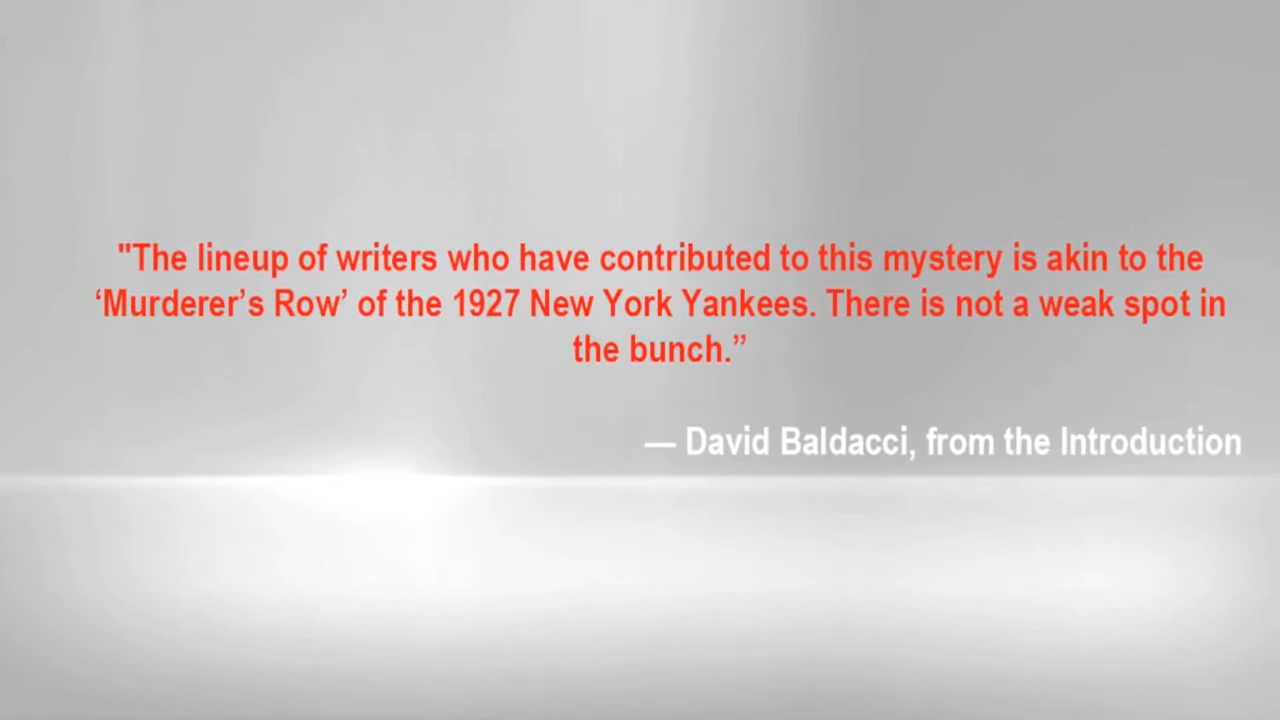 "The lineup of writers who have contributed to this mystery is akin to the
‘Murderer’s Row’ of the 1927 New York Yankees. There is not a weak spot in
the bunch.”
— David Baldacci, from the Introduction